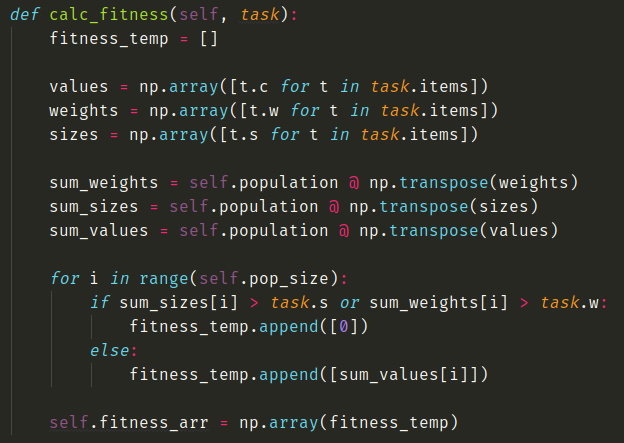 def calc_fitness(self, task):
    fitness_temp = []

    values = np.array([t.c for t in task.items])
    weights = np.array([t.w for t in task.items])
    sizes = np.array([t.s for t in task.items])

    sum_weights = self.population @ np.transpose(weights)
    sum_sizes = self.population @ np.transpose(sizes)
    sum_values = self.population @ np.transpose(values)

    for i in range(self.pop_size):
        if sum_sizes[i] > task.s or sum_weights[i] > task.w:
            fitness_temp.append([0])
        else:
            fitness_temp.append([sum_values[i]])

    self.fitness_arr = np.array(fitness_temp)